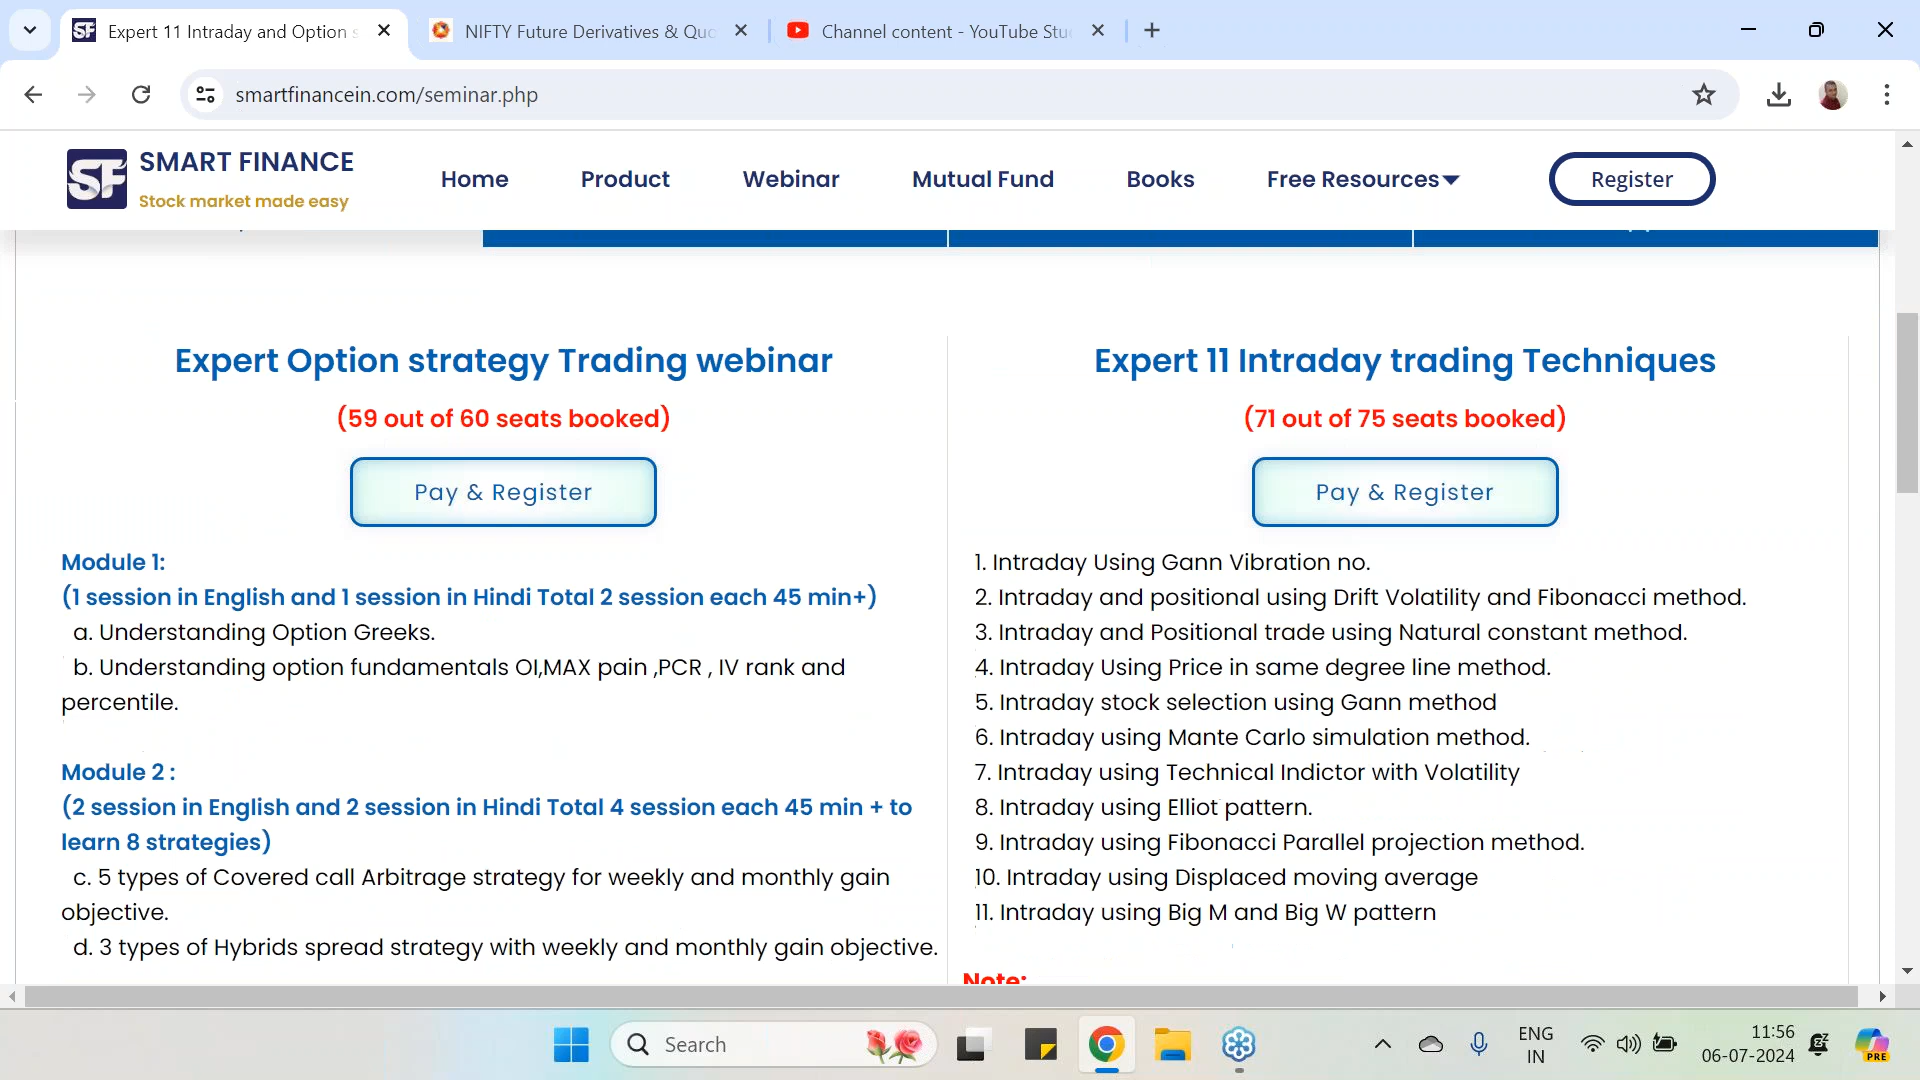 Expert 11 Intraday and Option s
NIFTY Future Derivatives & Quo
Channel content - YouTube Stu
smartfinancein.com/seminar.php
SF
SMART FINANCE
Stock market made easy
Home
Product
Webinar
Mutual Fund
Books
Free Resources
Register
Expert Option strategy Trading webinar
(59 out of 60 seats booked)
Pay & Register
Module 1:
(1 session in English and 1 session in Hindi Total 2 session each 45 min+)
a. Understanding Option Greeks.
b. Understanding option fundamentals OI,MAX pain ,PCR , IV rank and
percentile.
Module 2 :
(2 session in English and 2 session in Hindi Total 4 session each 45 min + to
learn 8 strategies)
c. 5 types of Covered call Arbitrage strategy for weekly and monthly gain
objective.
d. 3 types of Hybrids spread strategy with weekly and monthly gain objective.
Expert 11 Intraday trading Techniques
(71 out of 75 seats booked)
Pay & Register
1. Intraday Using Gann Vibration no.
2. Intraday and positional using Drift Volatility and Fibonacci method.
3. Intraday and Positional trade using Natural constant method.
4. Intraday Using Price in same degree line method.
5. Intraday stock selection using Gann method
6. Intraday using Mante Carlo simulation method.
7. Intraday using Technical Indictor with Volatility
8. Intraday using Elliot pattern.
9. Intraday using Fibonacci Parallel projection method.
10. Intraday using Displaced moving average
11. Intraday using Big M and Big W pattern
Note:
Search
ENG
IN
11:56
06-07-2024
PRE